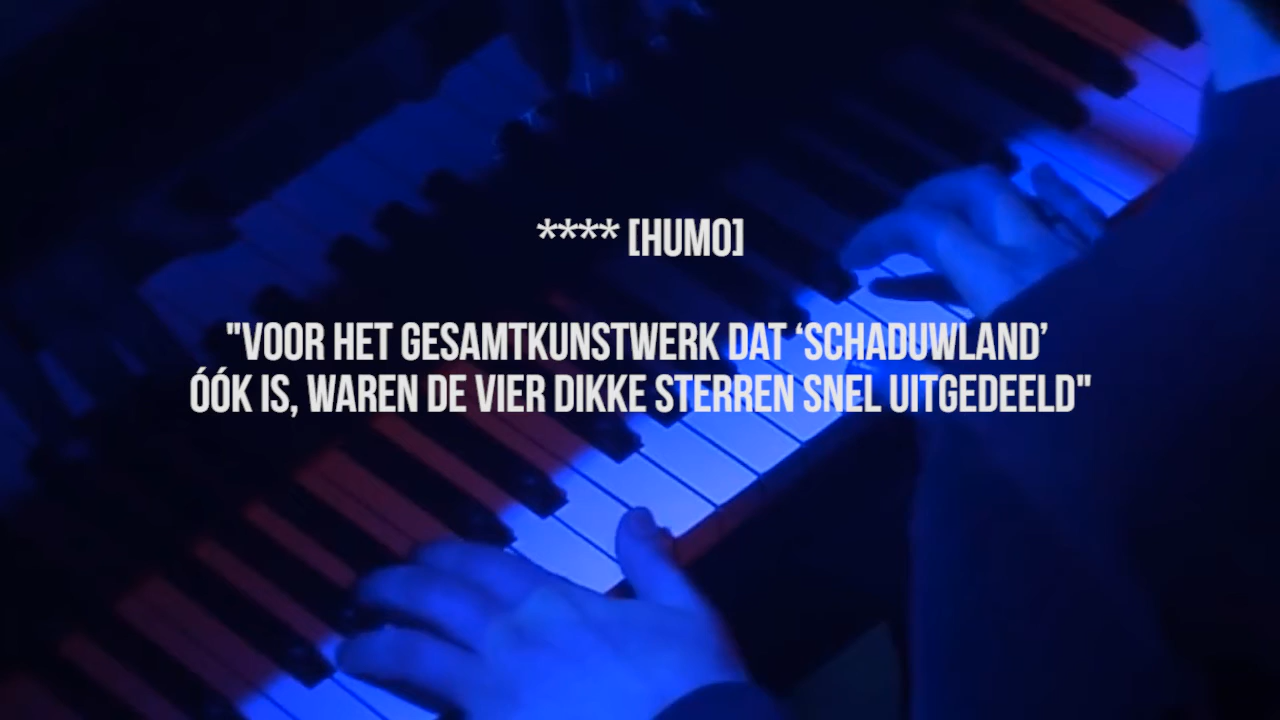 **** [HUMO]
"VOOR HET GESAMTKUNSTWERK DAT ‘SCHADUWLAND’
ÓÓK IS, WAREN DE VIER DIKKE STERREN SNEL UITGEDEELD"